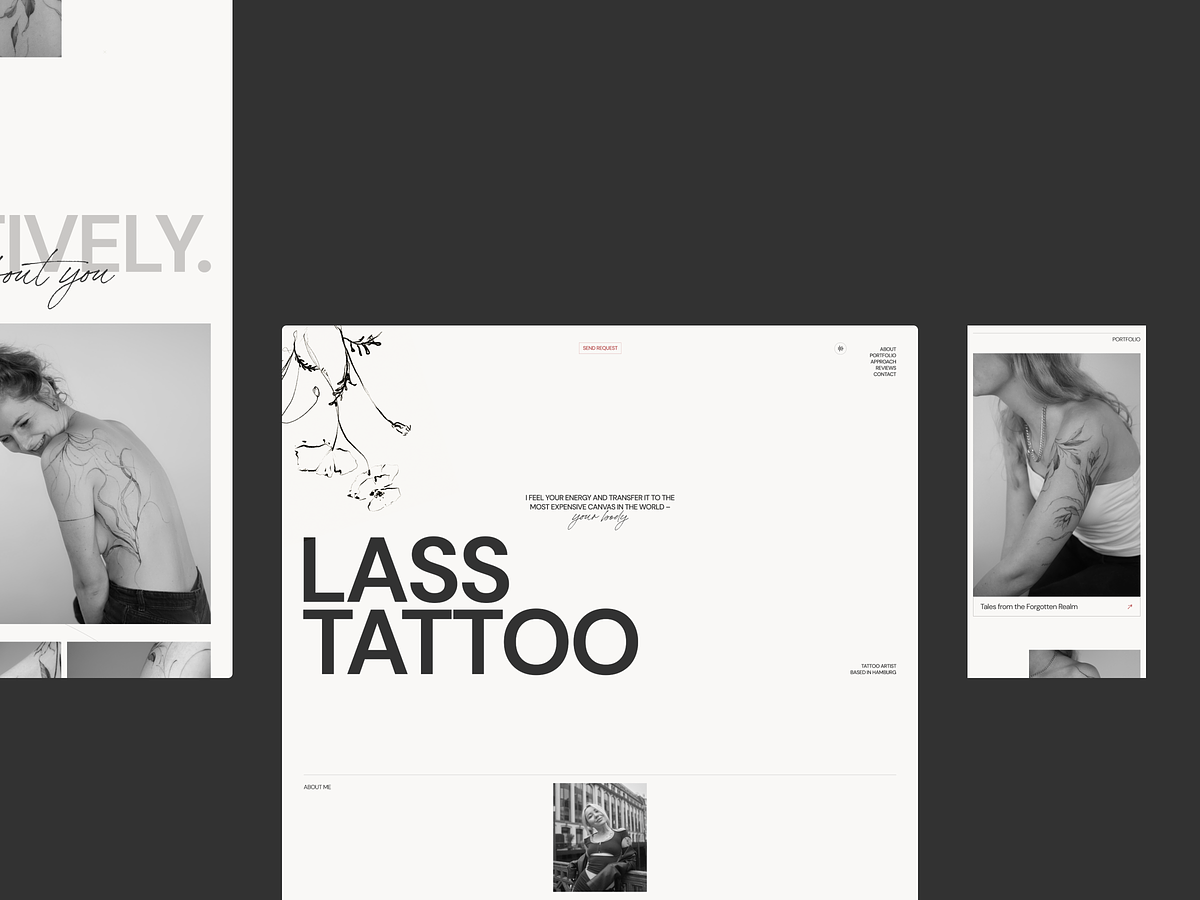 TIVELY.
out you
SEND REQUEST
ABOUT
PORTFOLIO
APPROACH
REVIEWS
CONTACT
I FEEL YOUR ENERGY AND TRANSFER IT TO THE
MOST EXPENSIVE CANVAS IN THE WORLD –
your body
LASS
TATTOO
TATTOO ARTIST
BASED IN HAMBURG
ABOUT ME
PORTFOLIO
Tales from the Forgotten Realm